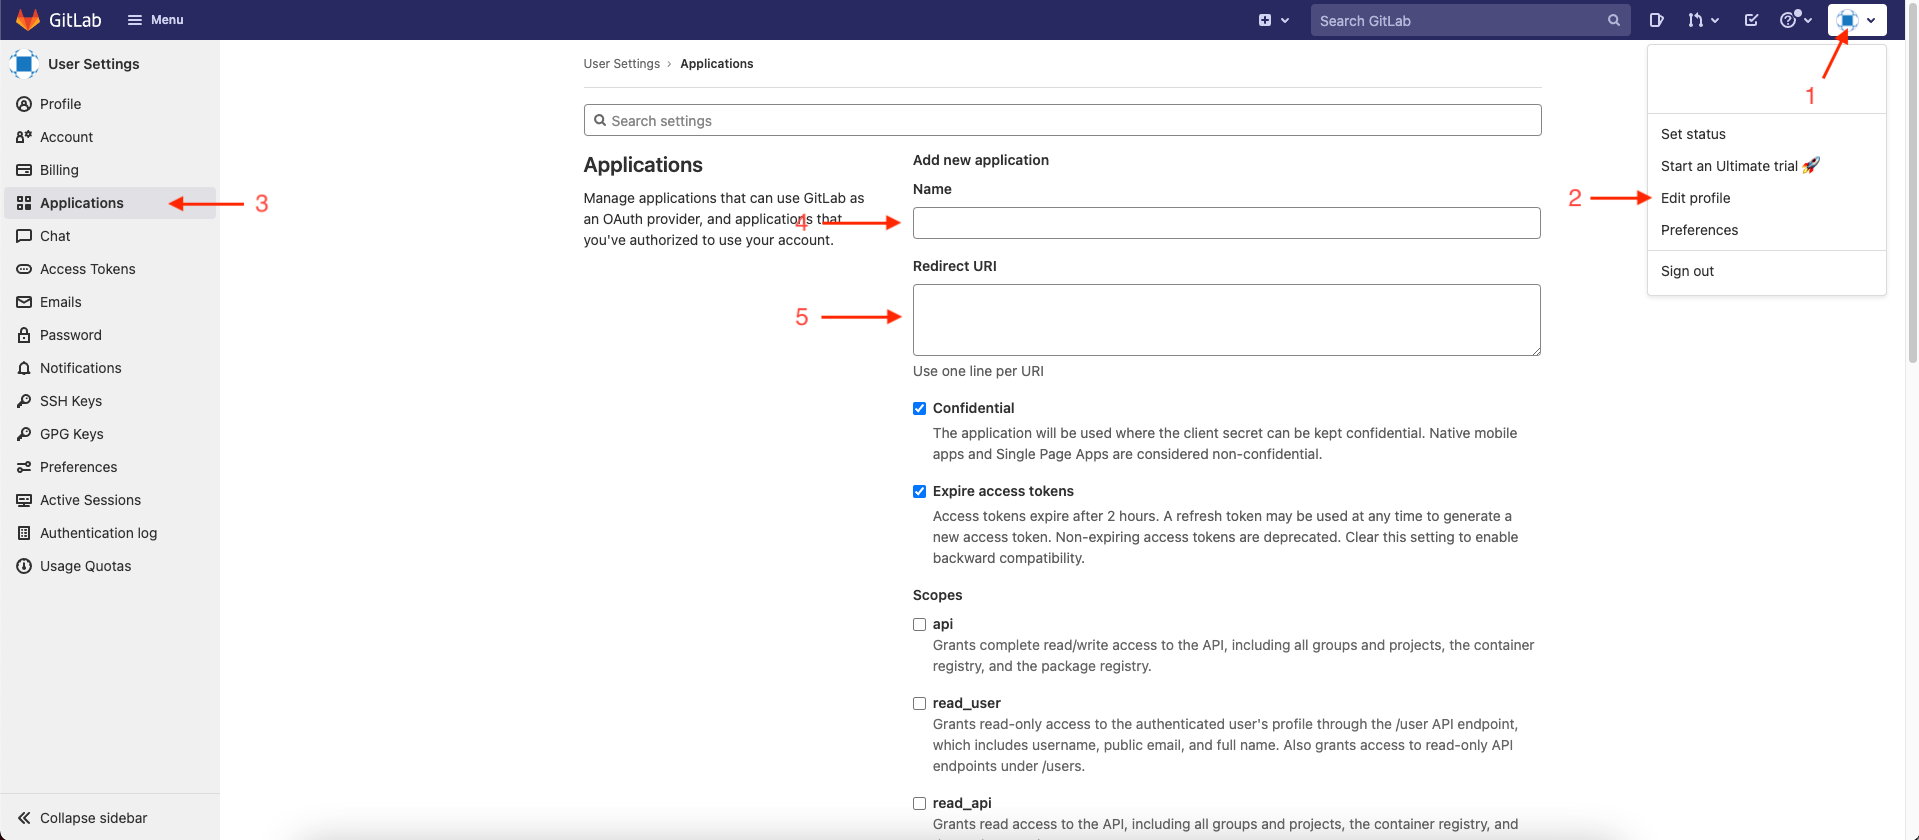 GitLab
Menu
Search GitLab
1
User Settings
Profile
Account
Billing
Applications
3
Chat
Access Tokens
Emails
Password
Notifications
SSH Keys
GPG Keys
Preferences
Active Sessions
Authentication log
Usage Quotas
Collapse sidebar
User Settings › Applications
Search settings
Applications
Manage applications that can use GitLab as
an OAuth provider, and applications that
you've authorized to use your account.
Add new application
Name
4
Redirect URI
5
Use one line per URI
Confidential
The application will be used where the client secret can be kept confidential. Native mobile
apps and Single Page Apps are considered non-confidential.
Expire access tokens
Access tokens expire after 2 hours. A refresh token may be used at any time to generate a
new access token. Non-expiring access tokens are deprecated. Clear this setting to enable
backward compatibility.
Scopes
api
Grants complete read/write access to the API, including all groups and projects, the container
registry, and the package registry.
read_user
Grants read-only access to the authenticated user's profile through the /user API endpoint,
which includes username, public email, and full name. Also grants access to read-only API
endpoints under /users.
read_api
Grants read access to the API, including all groups and projects, the container registry, and
Set status
Start an Ultimate trial 🚀
2
Edit profile
Preferences
Sign out